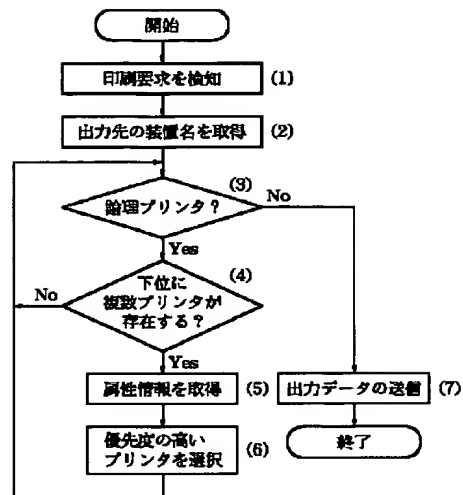 開始
印刷要求を検知 (1)
出力先の装置名を取得 (2)
(3)
論理プリンタ？ No
Yes
(4)
No 下位に
複数プリンタが
存在する？
Yes
属性情報を取得 (5) 出力データの送信 (7)
優先度の高い
プリンタを選択 (6)
終了